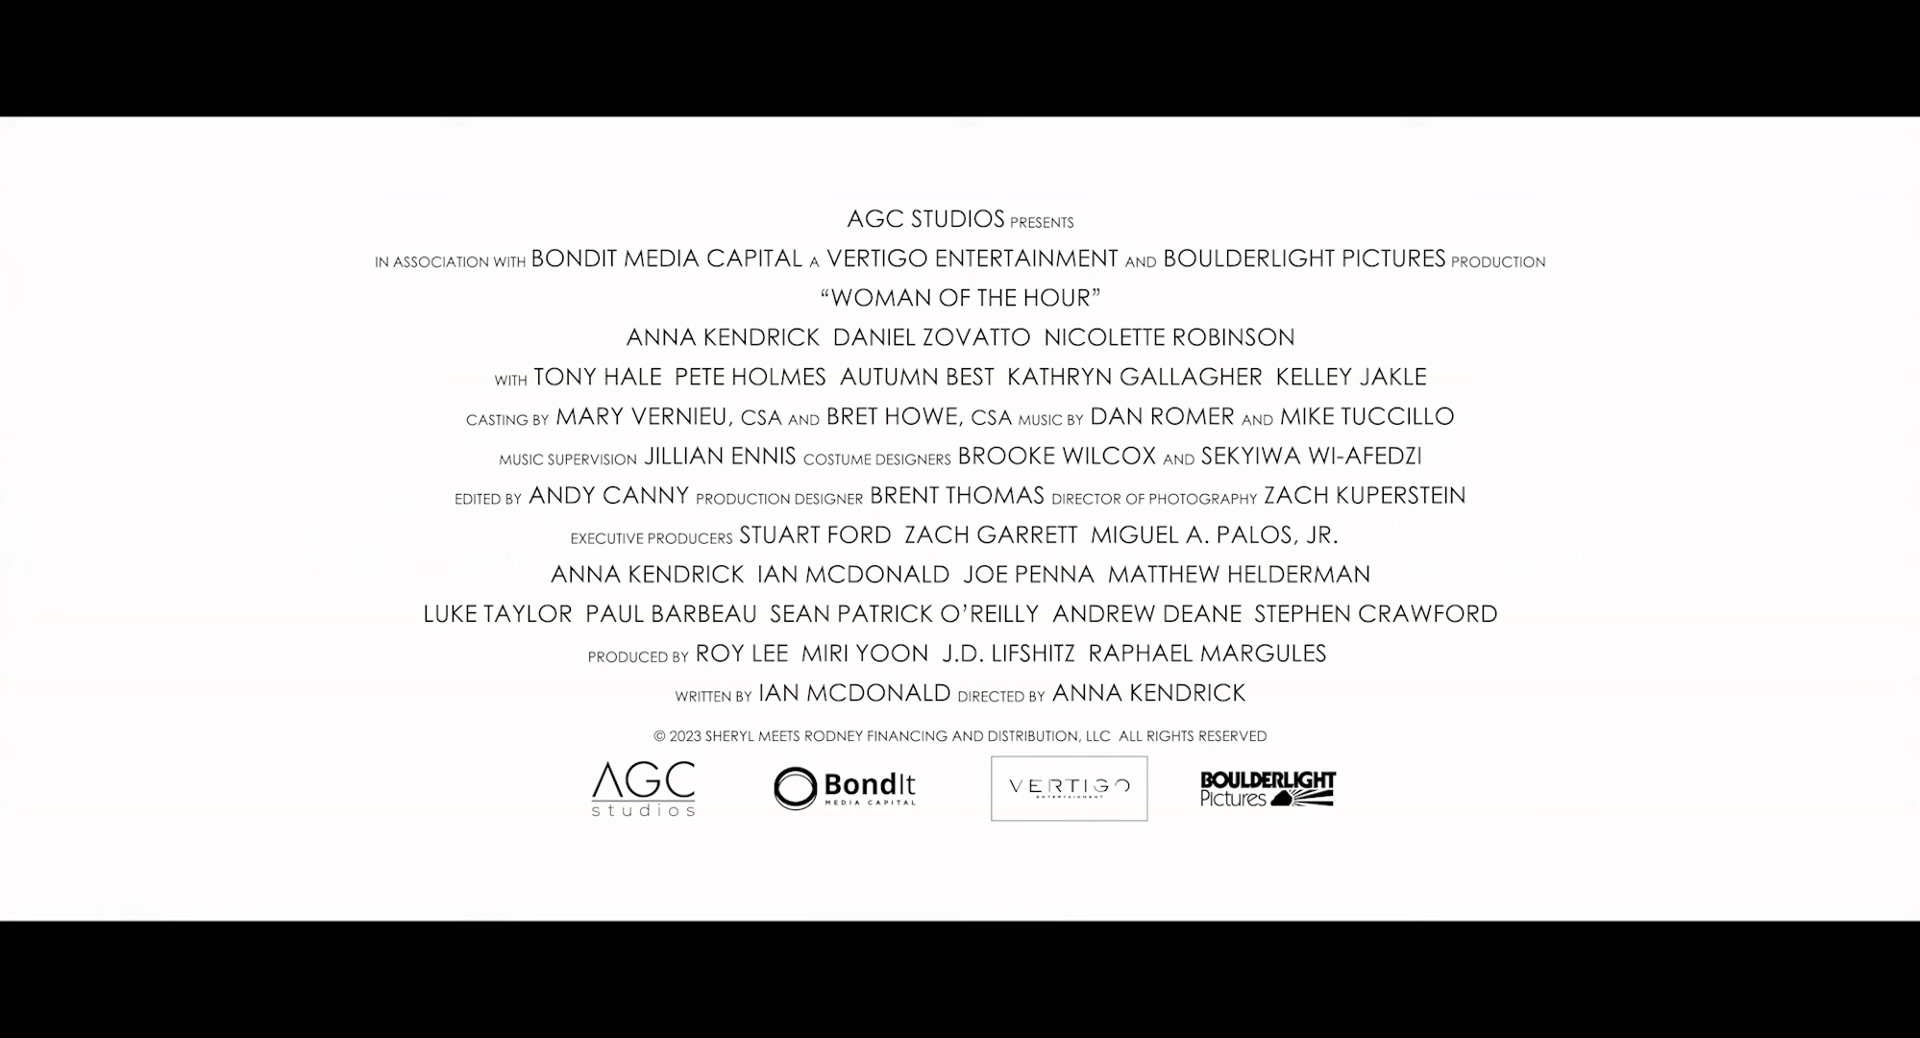 AGC STUDIOS PRESENTS
IN ASSOCIATION WITH BONDIT MEDIA CAPITAL A VERTIGO ENTERTAINMENT AND BOULDERLIGHT PICTURES PRODUCTION
“WOMAN OF THE HOUR”
ANNA KENDRICK DANIEL ZOVATTO NICOLETTE ROBINSON
WITH TONY HALE PETE HOLMES AUTUMN BEST KATHRYN GALLAGHER KELLEY JAKLE
CASTING BY MARY VERNIEU, CSA AND BRET HOWE, CSA MUSIC BY DAN ROMER AND MIKE TUCCILLO
MUSIC SUPERVISION JILLIAN ENNIS COSTUME DESIGNERS BROOKE WILCOX AND SEKYIWA WI-AFEDZI
EDITED BY ANDY CANNY PRODUCTION DESIGNER BRENT THOMAS DIRECTOR OF PHOTOGRAPHY ZACH KUPERSTEIN
EXECUTIVE PRODUCERS STUART FORD ZACH GARRETT MIGUEL A. PALOS, JR.
ANNA KENDRICK IAN MCDONALD JOE PENNA MATTHEW HELDERMAN
LUKE TAYLOR PAUL BARBEAU SEAN PATRICK O’REILLY ANDREW DEANE STEPHEN CRAWFORD
PRODUCED BY ROY LEE MIRI YOON J.D. LIFSHITZ RAPHAEL MARGULES
WRITTEN BY IAN MCDONALD DIRECTED BY ANNA KENDRICK
© 2023 SHERYL MEETS RODNEY FINANCING AND DISTRIBUTION, LLC ALL RIGHTS RESERVED
AGC
studios
BondIt
MEDIA CAPITAL
VERTIGO
ENTERTAINMENT
BOULDERLIGHT
Pictures